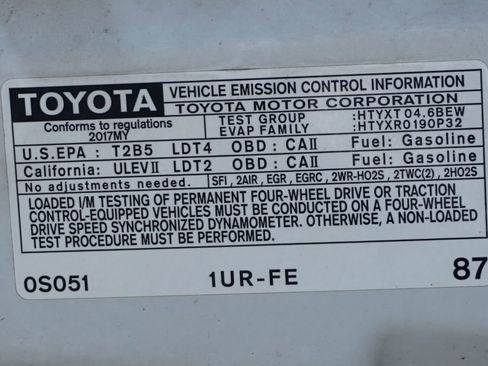 TOYOTA
VEHICLE EMISSION CONTROL INFORMATION
TOYOTA MOTOR CORPORATION
Conforms to regulations
2017MY
TEST GROUP :HTYXT04.6BEW
EVAP FAMILY :HTYXR0190P32
U.S.EPA : T2B5 LDT4 OBD : CAII Fuel: Gasoline
California: ULEVII LDT2 OBD : CAII Fuel: Gasoline
No adjustments needed. SFI , 2AIR , EGR , EGRC , 2WR-HO2S , 2TWC(2) , 2HO2S
LOADED I/M TESTING OF PERMANENT FOUR-WHEEL DRIVE OR TRACTION
CONTROL-EQUIPPED VEHICLES MUST BE CONDUCTED ON A FOUR-WHEEL
DRIVE SPEED SYNCHRONIZED DYNAMOMETER. OTHERWISE, A NON-LOADED
TEST PROCEDURE MUST BE PERFORMED.
0S051 1UR-FE 87